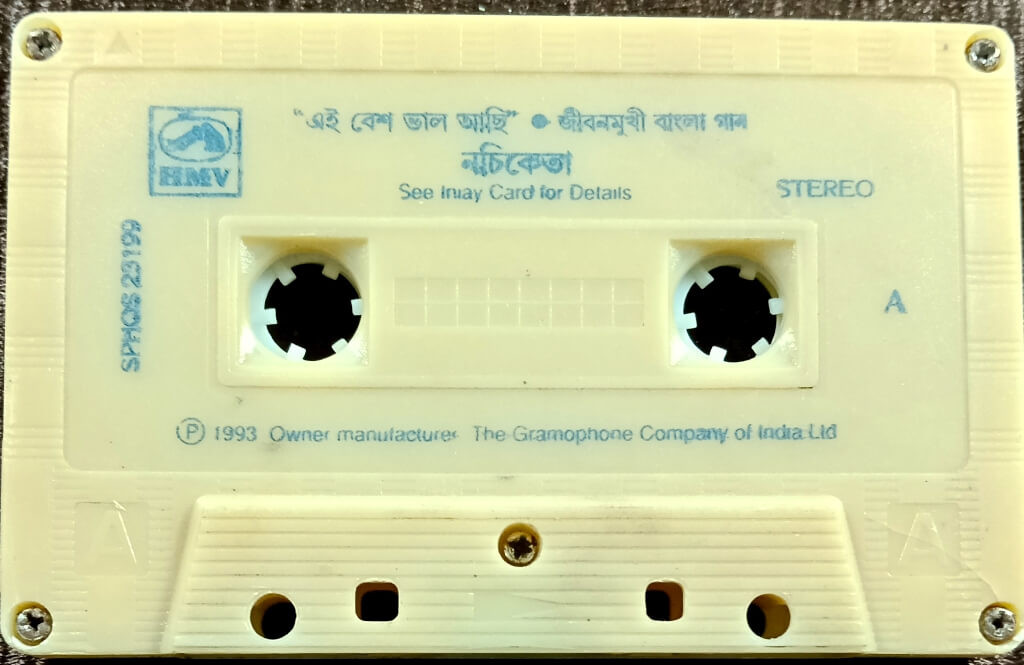 "এই বেশ ভাল আছি" ● জীবনমুখী বাংলা গান
নচিকেতা
See Inlay Card for Details
HMV
STEREO
SPHOS 23199
A
Ⓟ 1993 Owner manufacturer The Gramophone Company of India Ltd
A
A